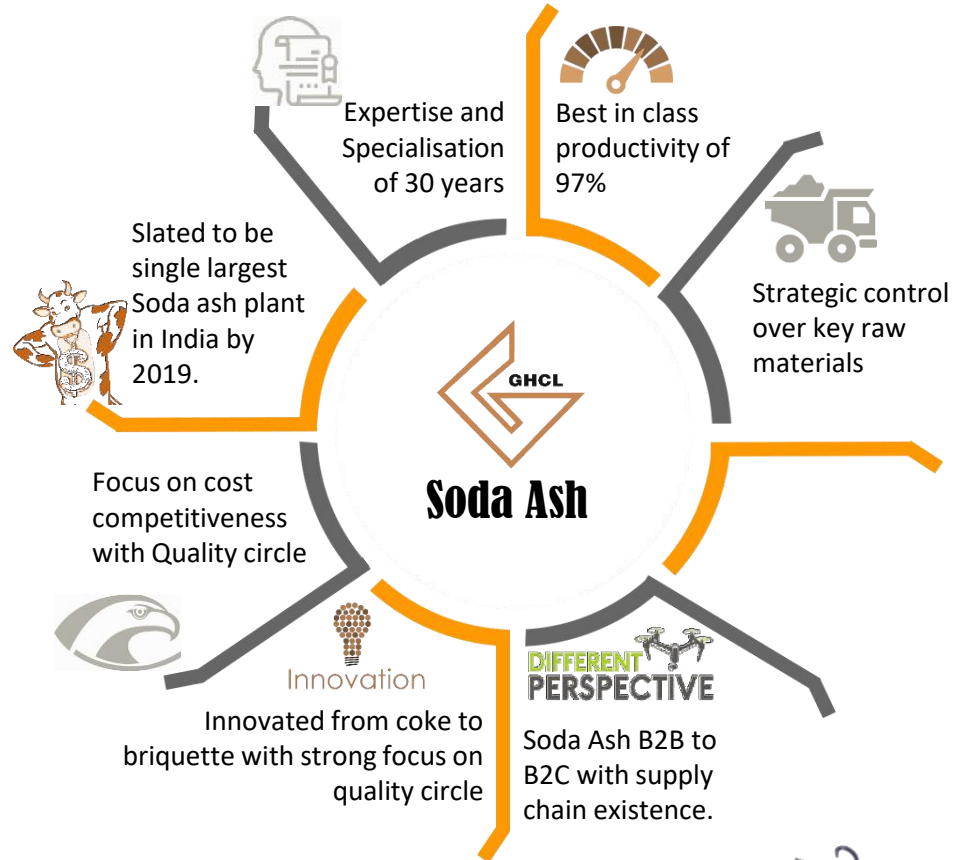 Expertise and
Specialisation
of 30 years
Best in class
productivity of
97%
Strategic control
over key raw
materials
Slated to be
single largest
Soda ash plant
in India by
2019.
GHCL
Soda Ash
Focus on cost
competitiveness
with Quality circle
Innovation
Innovated from coke to
briquette with strong focus on
quality circle
DIFFERENT
PERSPECTIVE
Soda Ash B2B to
B2C with supply
chain existence.
$